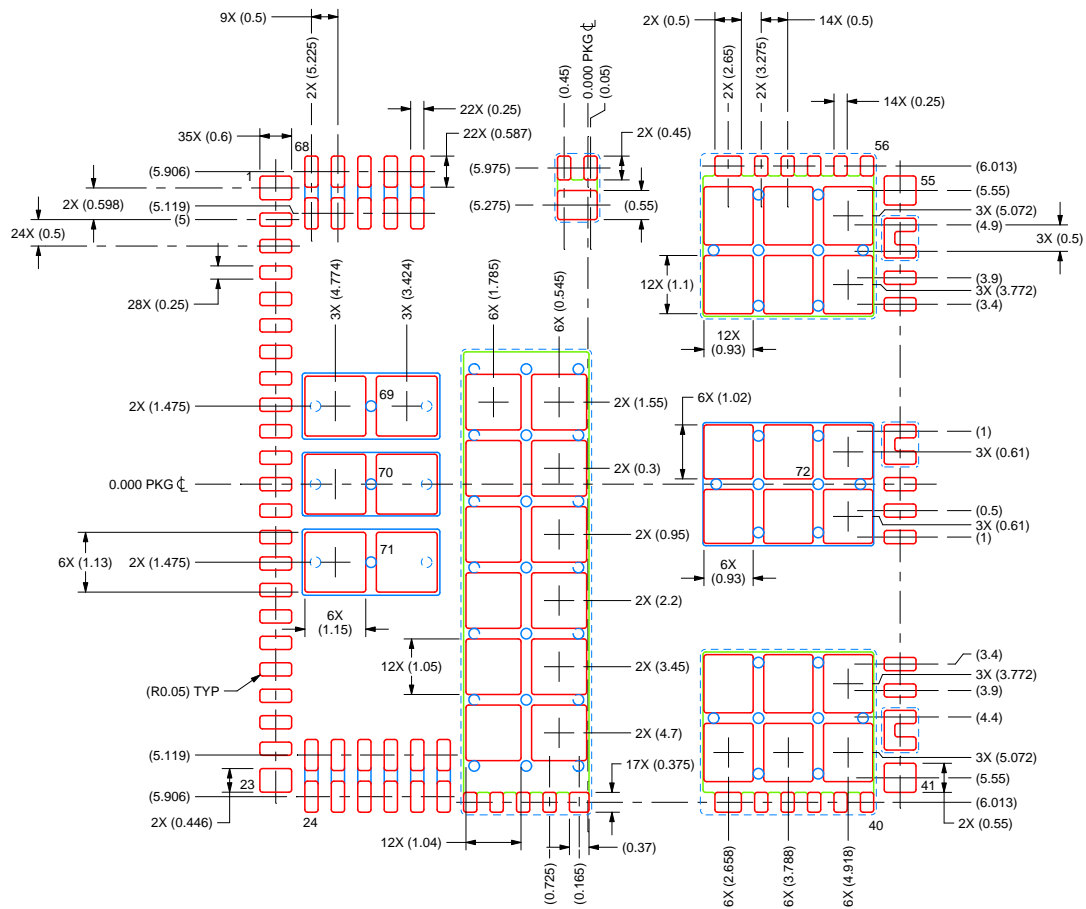 9X (0.5)
2X (0.5)
14X (0.5)
2X (5.225)
(0.45)
0.000 PKG ℄
(0.05)
2X (2.65)
2X (3.275)
22X (0.25)
14X (0.25)
35X (0.6)
68
22X (0.587)
2X (0.45)
56
(5.906)
(5.975)
(6.013)
1
55
(5.55)
2X (0.598)
(5.119)
(5)
(5.275)
(0.55)
3X (5.072)
(4.9)
24X (0.5)
3X (0.5)
28X (0.25)
3X (4.774)
3X (3.424)
12X (1.1)
(3.9)
3X (3.772)
(3.4)
6X (1.785)
6X (0.545)
12X
(0.93)
2X (1.475)
69
2X (1.55)
6X (1.02)
(1)
3X (0.61)
2X (0.3)
72
0.000 PKG ℄
70
(0.5)
3X (0.61)
(1)
2X (0.95)
6X (1.13)
2X (1.475)
71
6X
(0.93)
6X
(1.15)
2X (2.2)
12X (1.05)
2X (3.45)
(3.4)
3X (3.772)
(3.9)
(R0.05) TYP
(4.4)
2X (4.7)
(5.119)
3X (5.072)
17X (0.375)
(5.55)
23
41
(5.906)
(6.013)
2X (0.446)
24
40
2X (0.55)
12X (1.04)
(0.37)
(0.725)
(0.165)
6X (2.658)
6X (3.788)
6X (4.918)